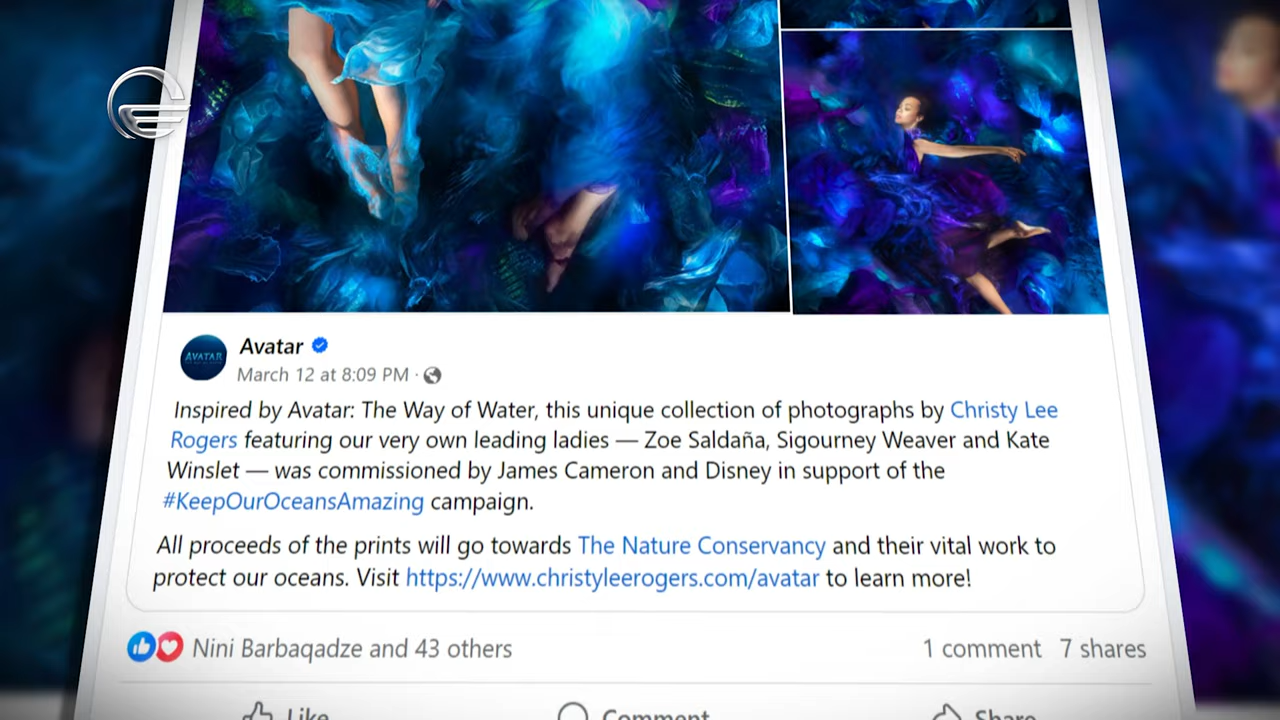 AVATAR
Avatar
March 12 at 8:09 PM ·
Inspired by Avatar: The Way of Water, this unique collection of photographs by Christy Lee
Rogers featuring our very own leading ladies — Zoe Saldaña, Sigourney Weaver and Kate
Winslet — was commissioned by James Cameron and Disney in support of the
#KeepOurOceansAmazing campaign.
All proceeds of the prints will go towards The Nature Conservancy and their vital work to
protect our oceans. Visit https://www.christyleerogers.com/avatar to learn more!
Nini Barbaqadze and 43 others
1 comment 7 shares
Like Comment Share